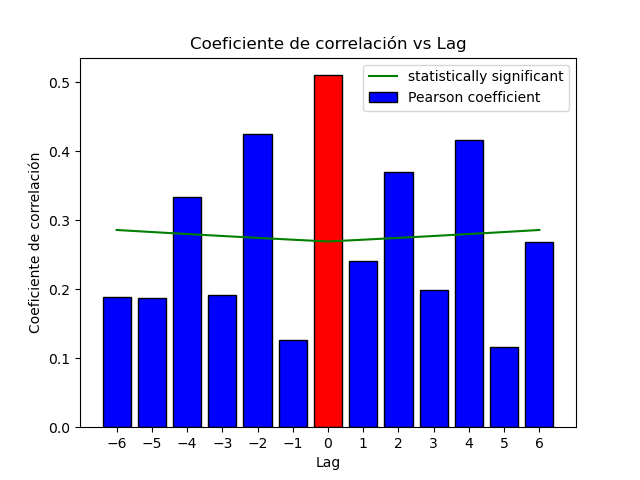 Coeficiente de correlación vs Lag
statistically significant
Pearson coefficient
Coeficiente de correlación
0.5
0.4
0.3
0.2
0.1
0.0
−6 −5 −4 −3 −2 −1 0 1 2 3 4 5 6
Lag